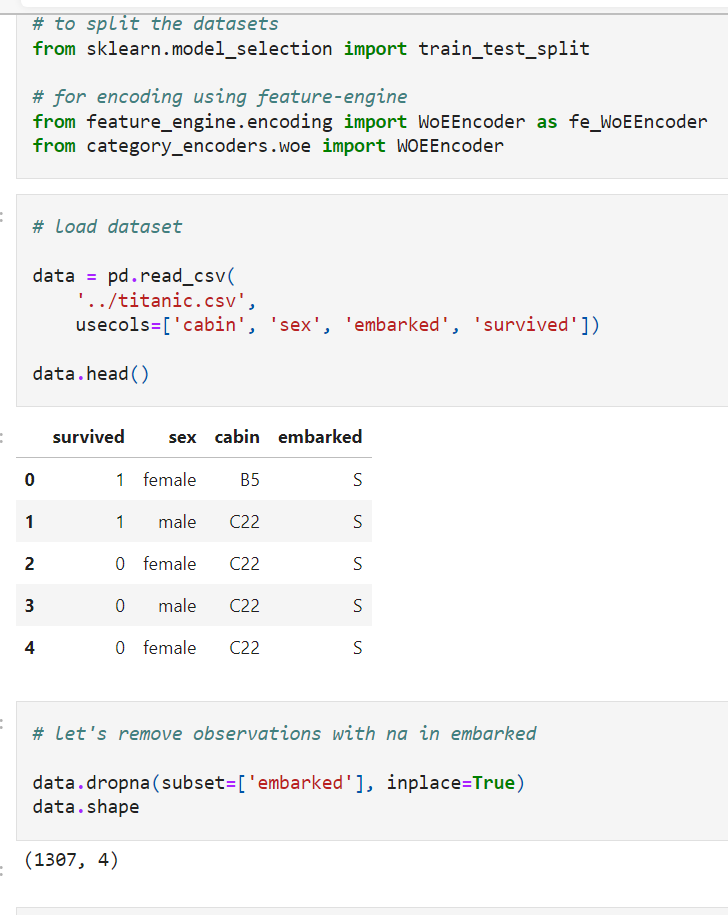 # to split the datasets
from sklearn.model_selection import train_test_split
# for encoding using feature-engine
from feature_engine.encoding import WoEEncoder as fe_WoEEncoder
from category_encoders.woe import WOEEncoder
# load dataset
data = pd.read_csv(
    '../titanic.csv',
    usecols=['cabin', 'sex', 'embarked', 'survived'])
data.head()
survived sex cabin embarked
0 1 female B5 S
1 1 male C22 S
2 0 female C22 S
3 0 male C22 S
4 0 female C22 S
# let's remove observations with na in embarked
data.dropna(subset=['embarked'], inplace=True)
data.shape
(1307, 4)